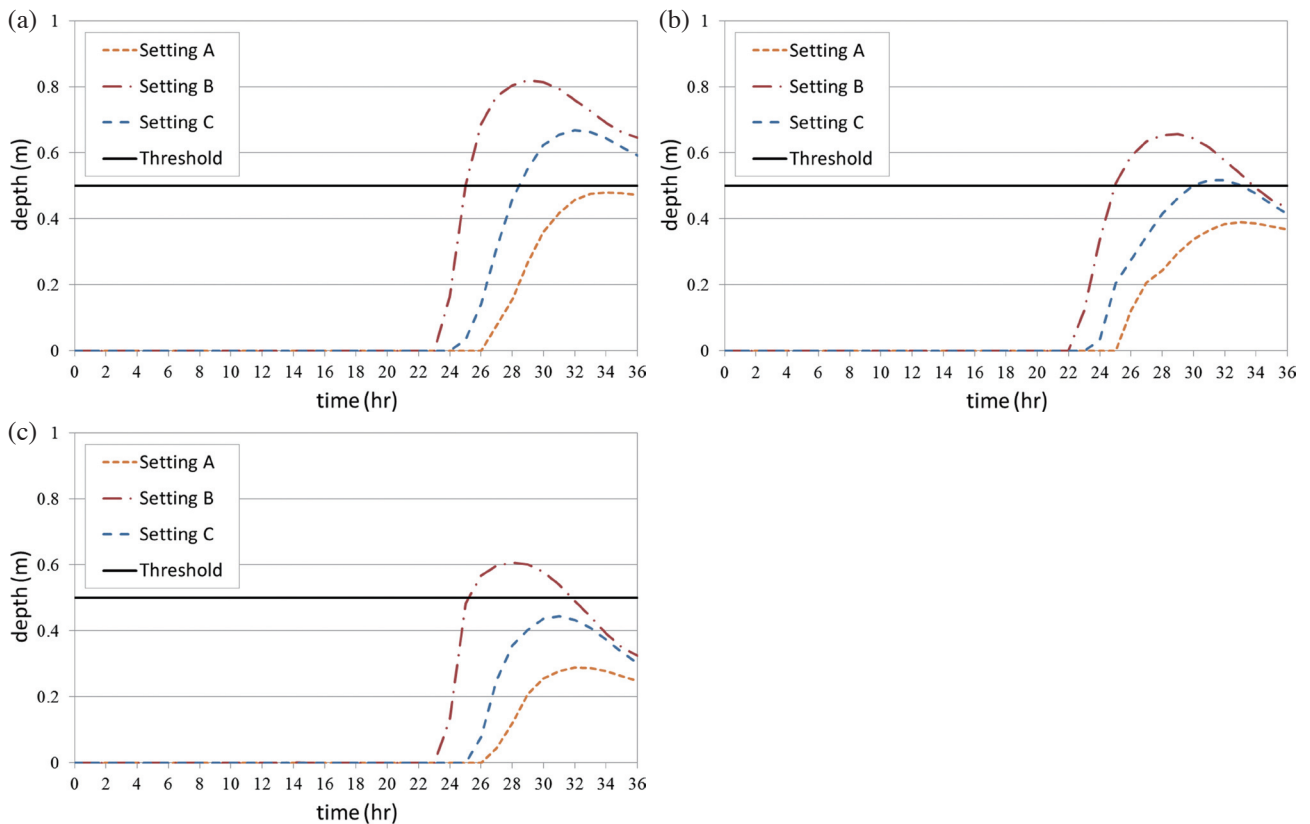 (a)
1
0.8
0.6
0.4
0.2
0
depth (m)
Setting A
Setting B
Setting C
Threshold
0 2 4 6 8 10 12 14 16 18 20 22 24 26 28 30 32 34 36
time (hr)
(b)
1
0.8
0.6
0.4
0.2
0
depth (m)
Setting A
Setting B
Setting C
Threshold
0 2 4 6 8 10 12 14 16 18 20 22 24 26 28 30 32 34 36
time (hr)
(c)
1
0.8
0.6
0.4
0.2
0
depth (m)
Setting A
Setting B
Setting C
Threshold
0 2 4 6 8 10 12 14 16 18 20 22 24 26 28 30 32 34 36
time (hr)